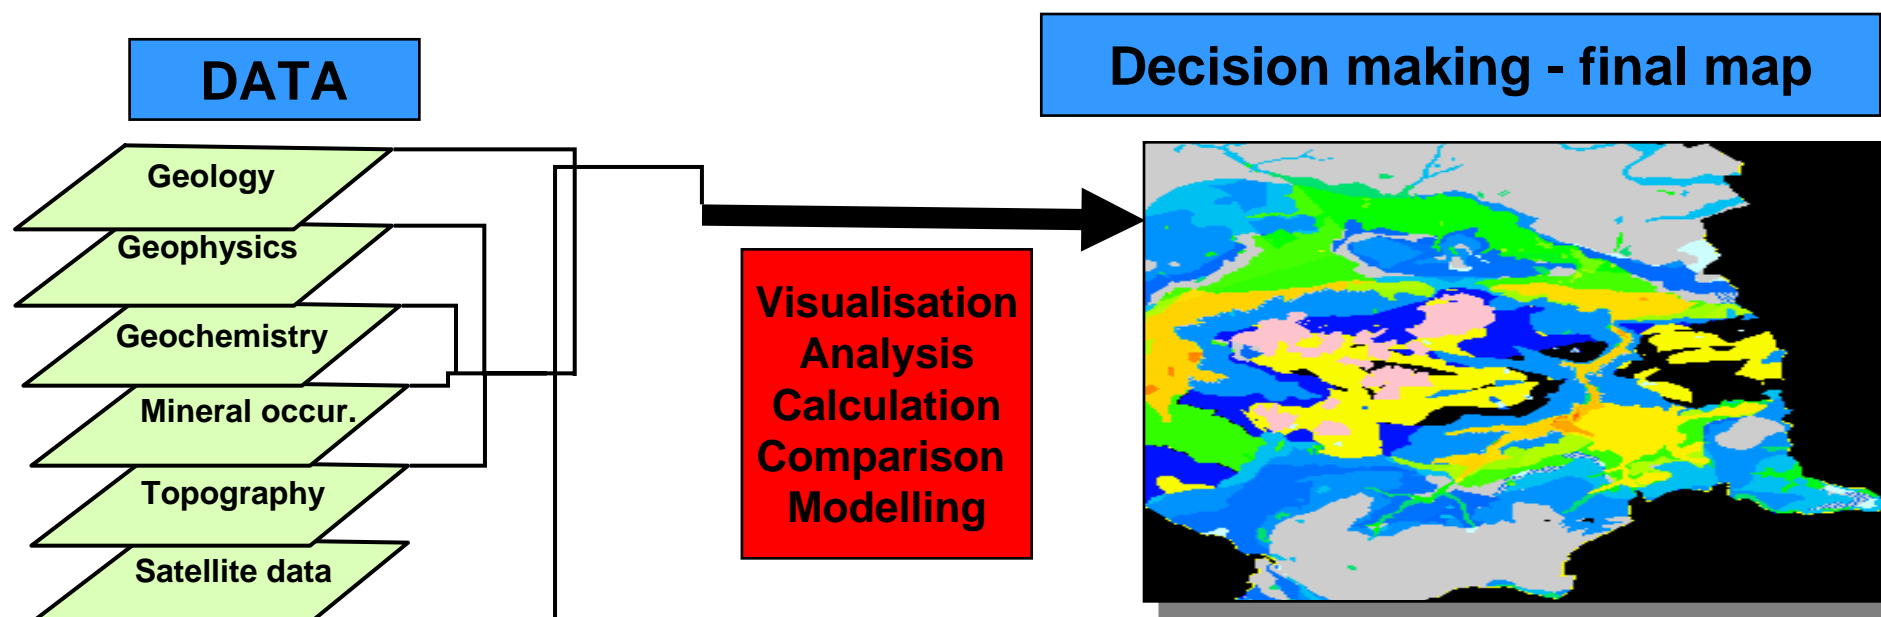 DATA
Decision making - final map
Geology
Geophysics
Geochemistry
Mineral occur.
Topography
Satellite data
Visualisation
Analysis
Calculation
Comparison
Modelling